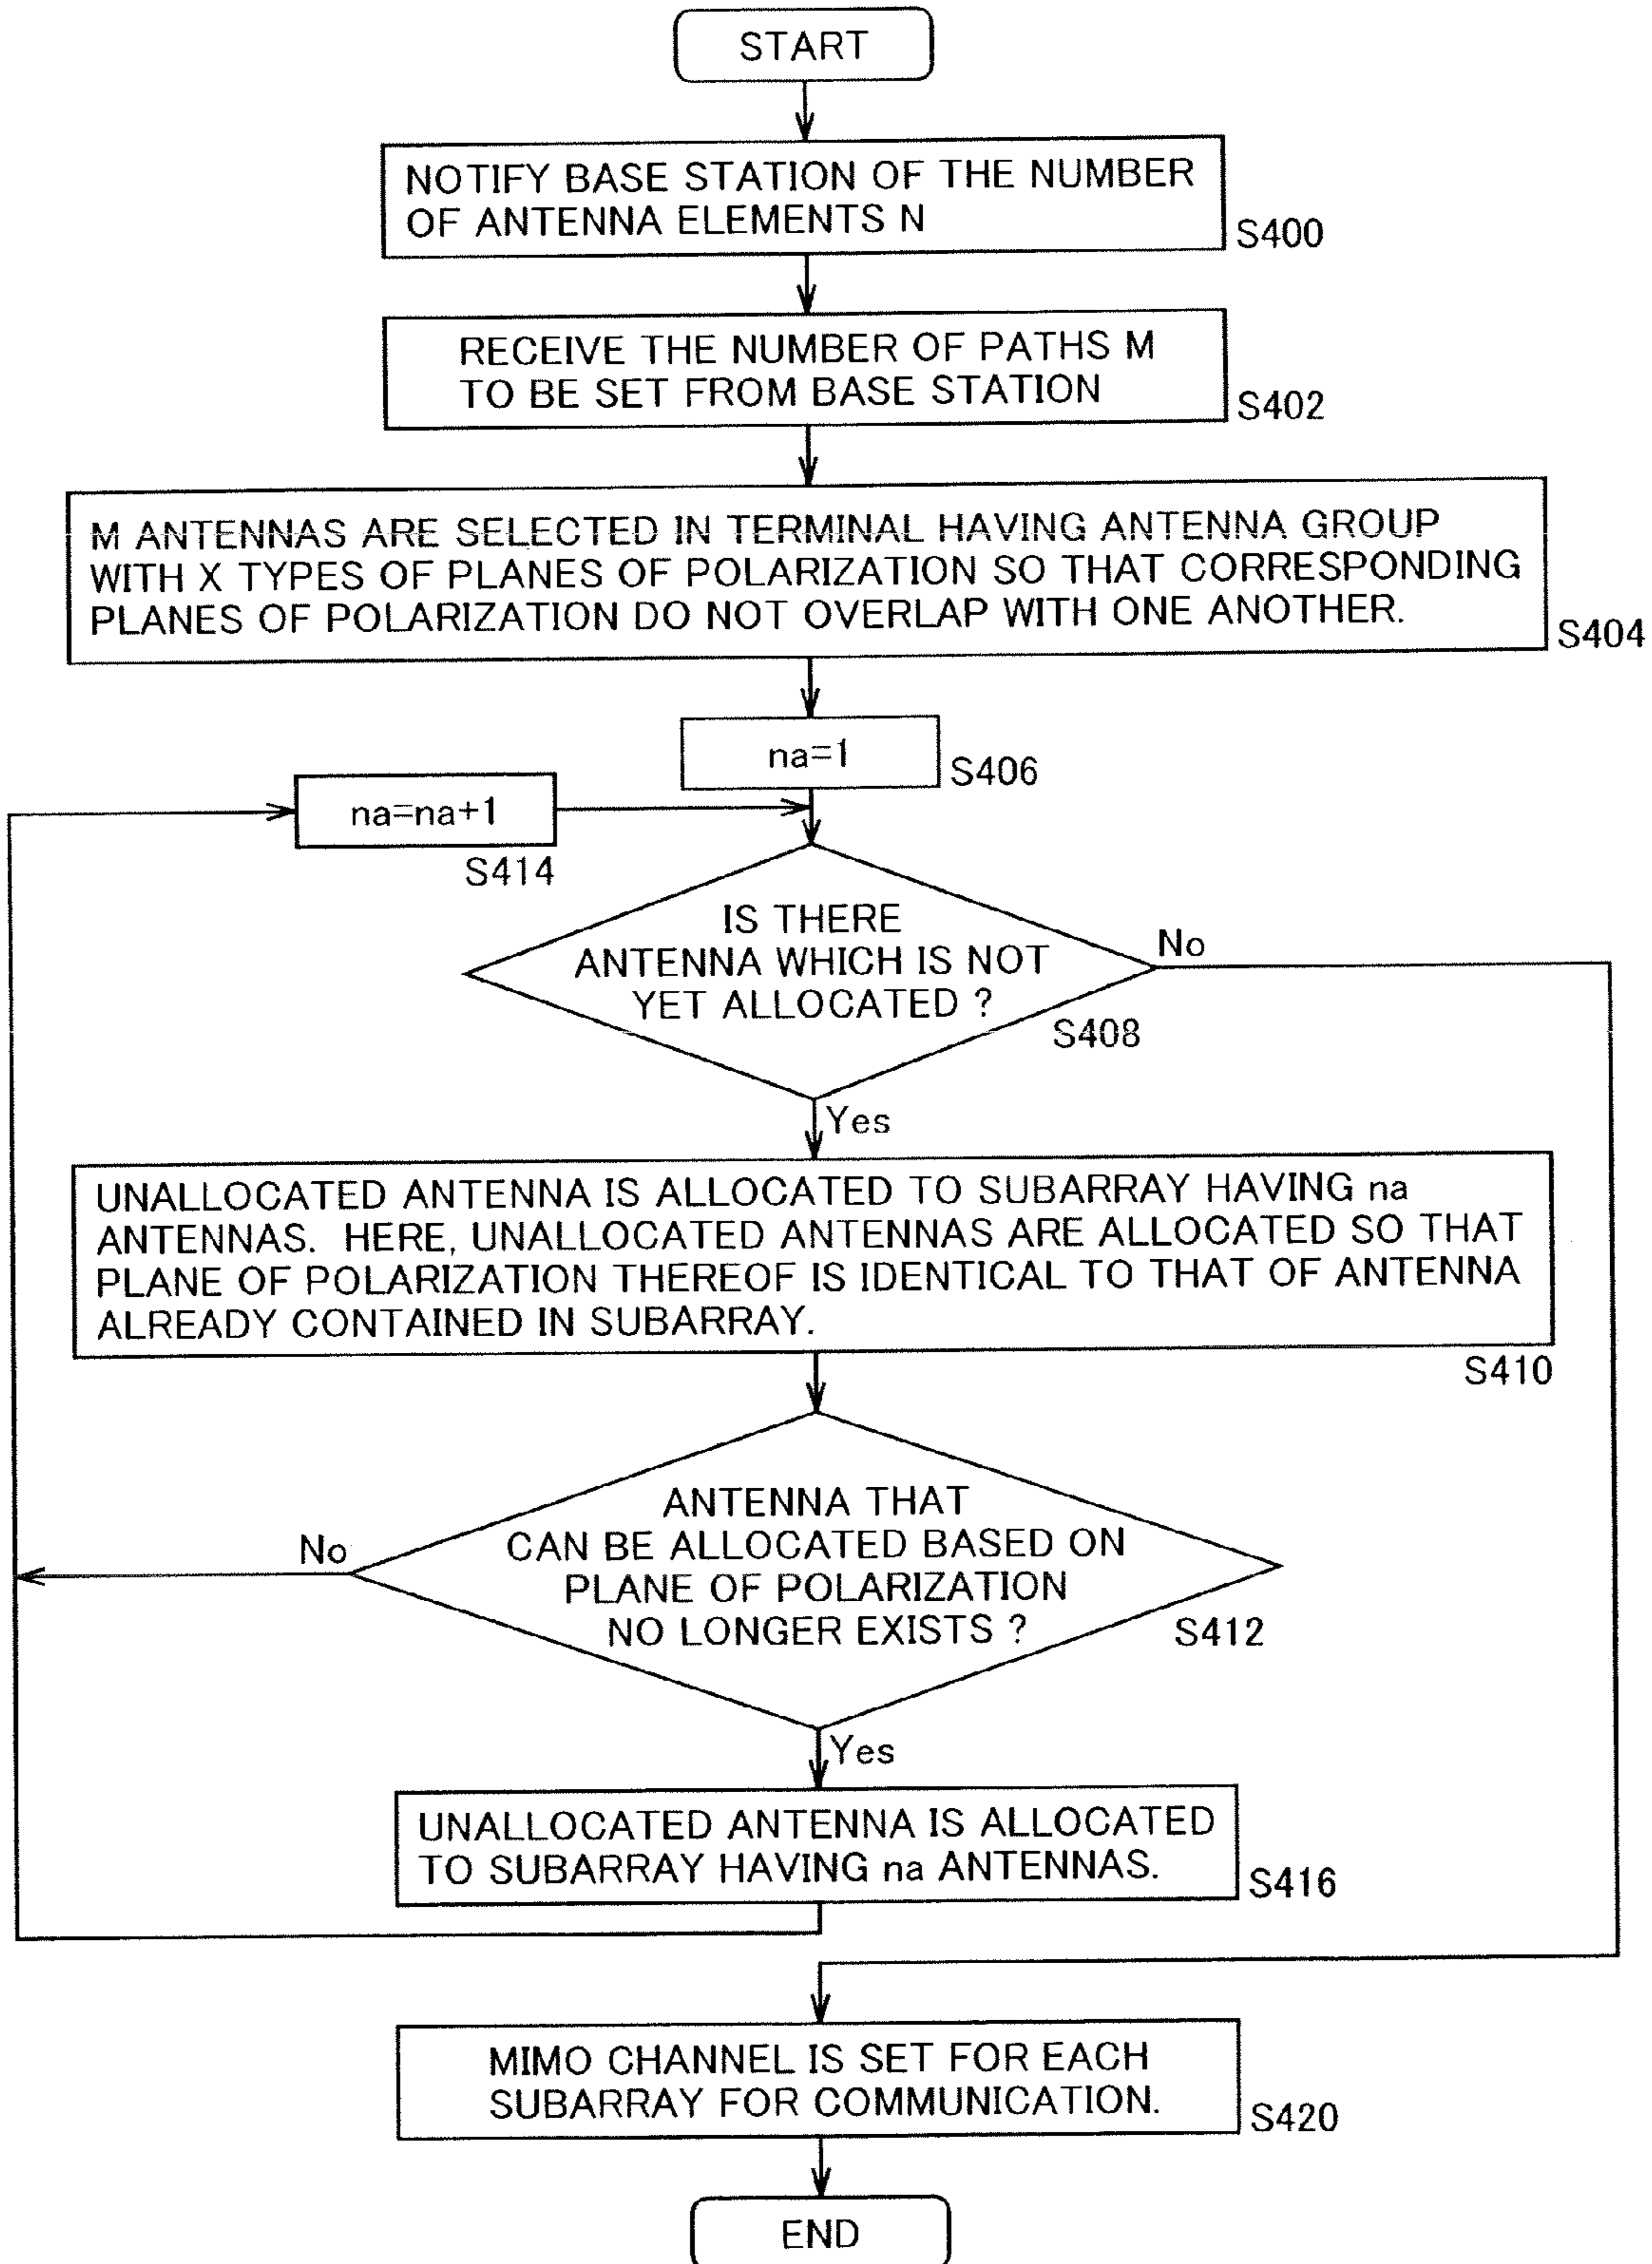 START
NOTIFY BASE STATION OF THE NUMBER
OF ANTENNA ELEMENTS N
S400
RECEIVE THE NUMBER OF PATHS M
TO BE SET FROM BASE STATION
S402
M ANTENNAS ARE SELECTED IN TERMINAL HAVING ANTENNA GROUP
WITH X TYPES OF PLANES OF POLARIZATION SO THAT CORRESPONDING
PLANES OF POLARIZATION DO NOT OVERLAP WITH ONE ANOTHER.
S404
na=1
S406
na=na+1
S414
IS THERE
ANTENNA WHICH IS NOT
YET ALLOCATED ?
No
S408
Yes
UNALLOCATED ANTENNA IS ALLOCATED TO SUBARRAY HAVING na
ANTENNAS. HERE, UNALLOCATED ANTENNAS ARE ALLOCATED SO THAT
PLANE OF POLARIZATION THEREOF IS IDENTICAL TO THAT OF ANTENNA
ALREADY CONTAINED IN SUBARRAY.
S410
ANTENNA THAT
CAN BE ALLOCATED BASED ON
PLANE OF POLARIZATION
NO LONGER EXISTS ?
No
S412
Yes
UNALLOCATED ANTENNA IS ALLOCATED
TO SUBARRAY HAVING na ANTENNAS.
S416
MIMO CHANNEL IS SET FOR EACH
SUBARRAY FOR COMMUNICATION.
S420
END